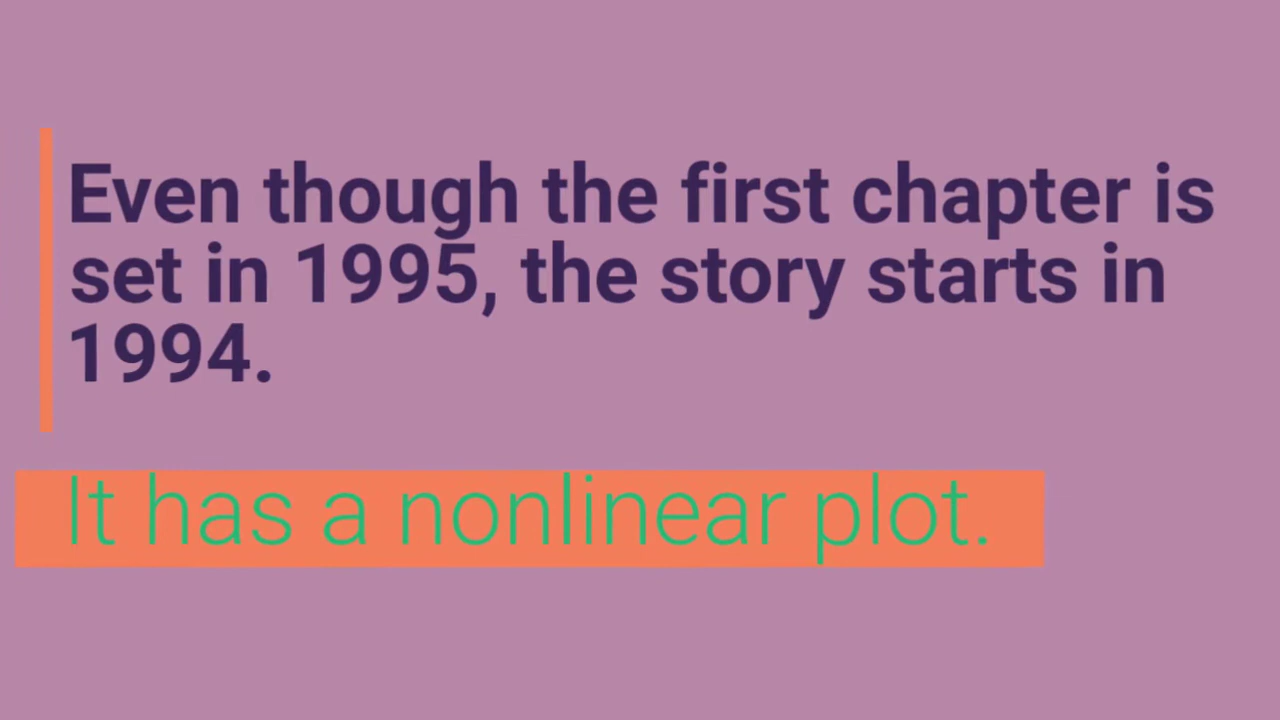 Even though the first chapter is
set in 1995, the story starts in
1994.
It has a nonlinear plot.